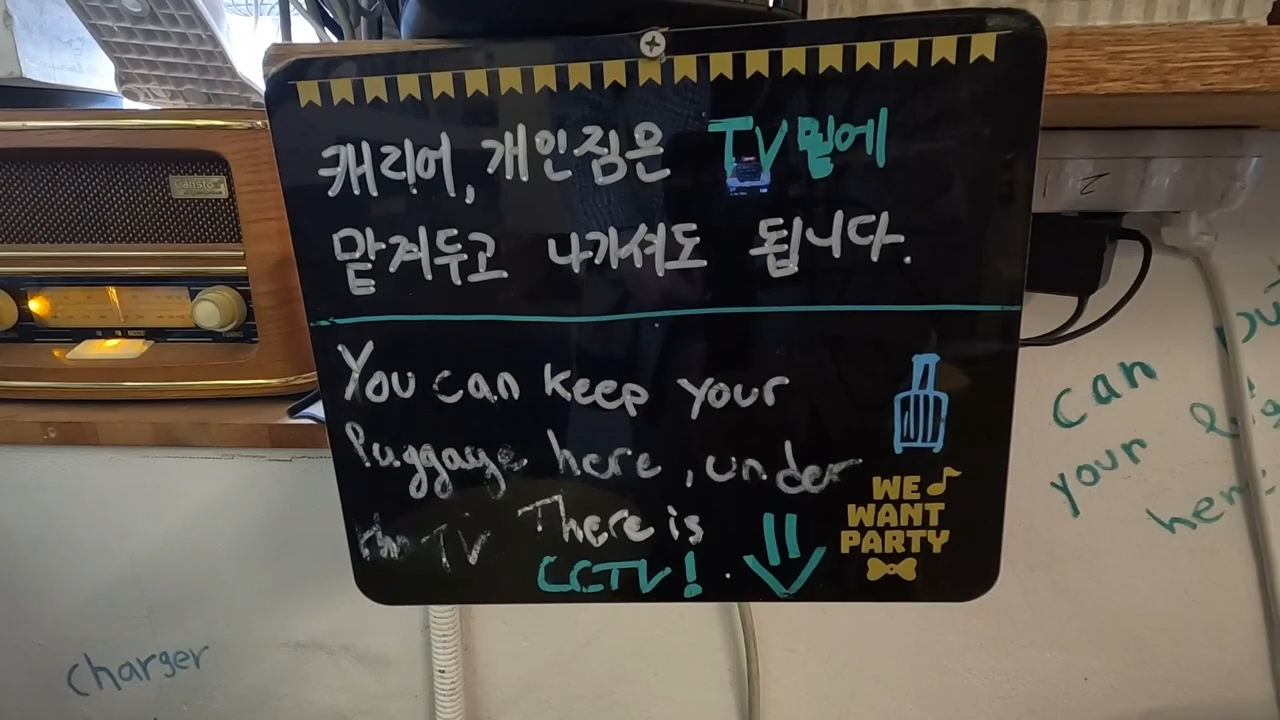 캐리어, 개인짐은 TV밑에
맡겨두고 나가셔도 됩니다.
You can keep your
luggage here, under
the TV There is
CCTV!
WE
WANT
PARTY
1 2
can
your
here
charger